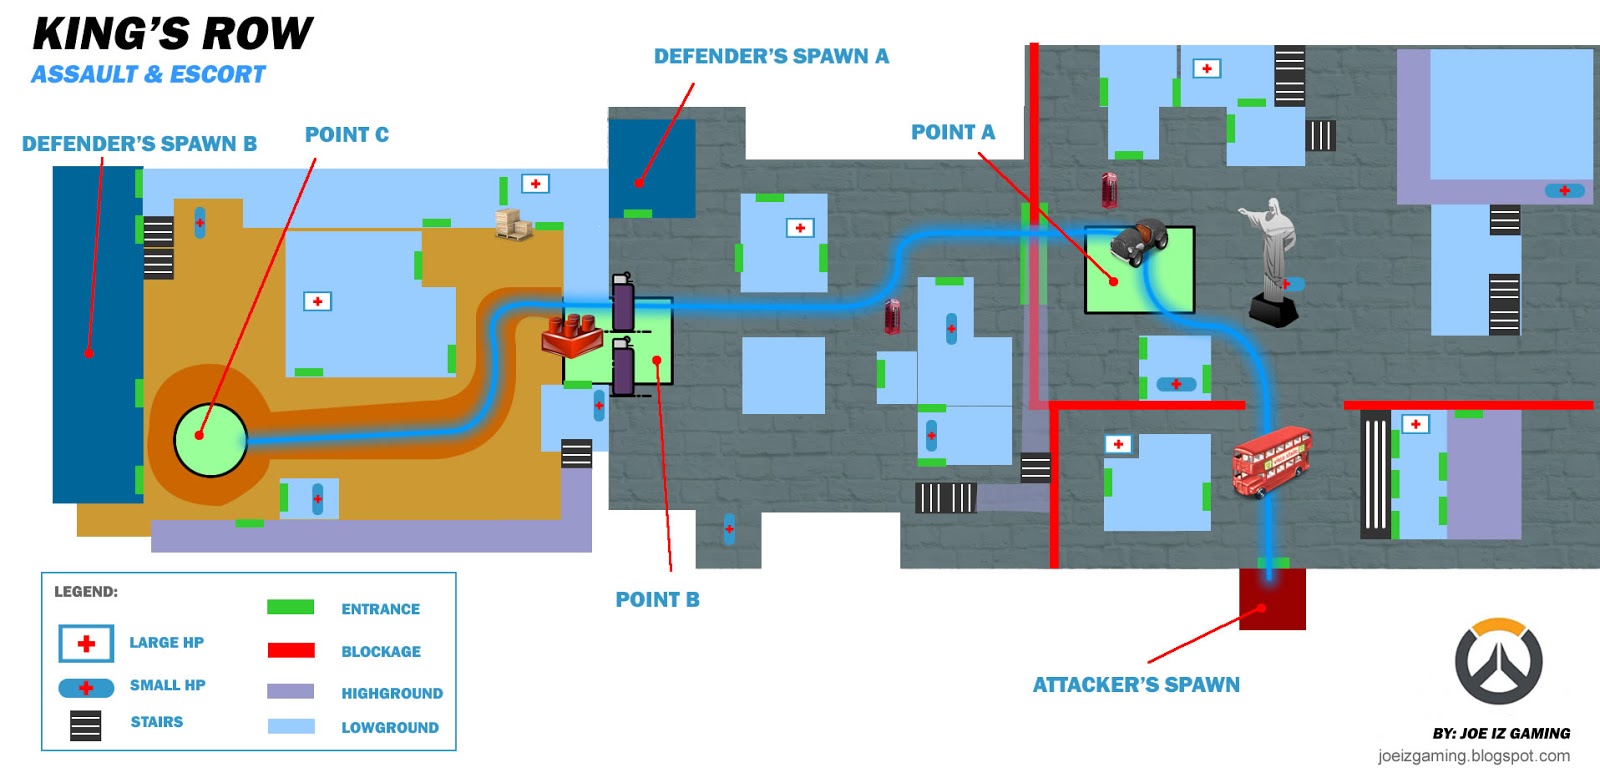 KING'S ROW
ASSAULT & ESCORT
DEFENDER'S SPAWN A
POINT C
DEFENDER'S SPAWN B
POINT A
POINT B
ATTACKER'S SPAWN
LEGEND:
LARGE HP
SMALL HP
STAIRS
ENTRANCE
BLOCKAGE
HIGHGROUND
LOWGROUND
BY: JOE IZ GAMING
joeizgaming.blogspot.com